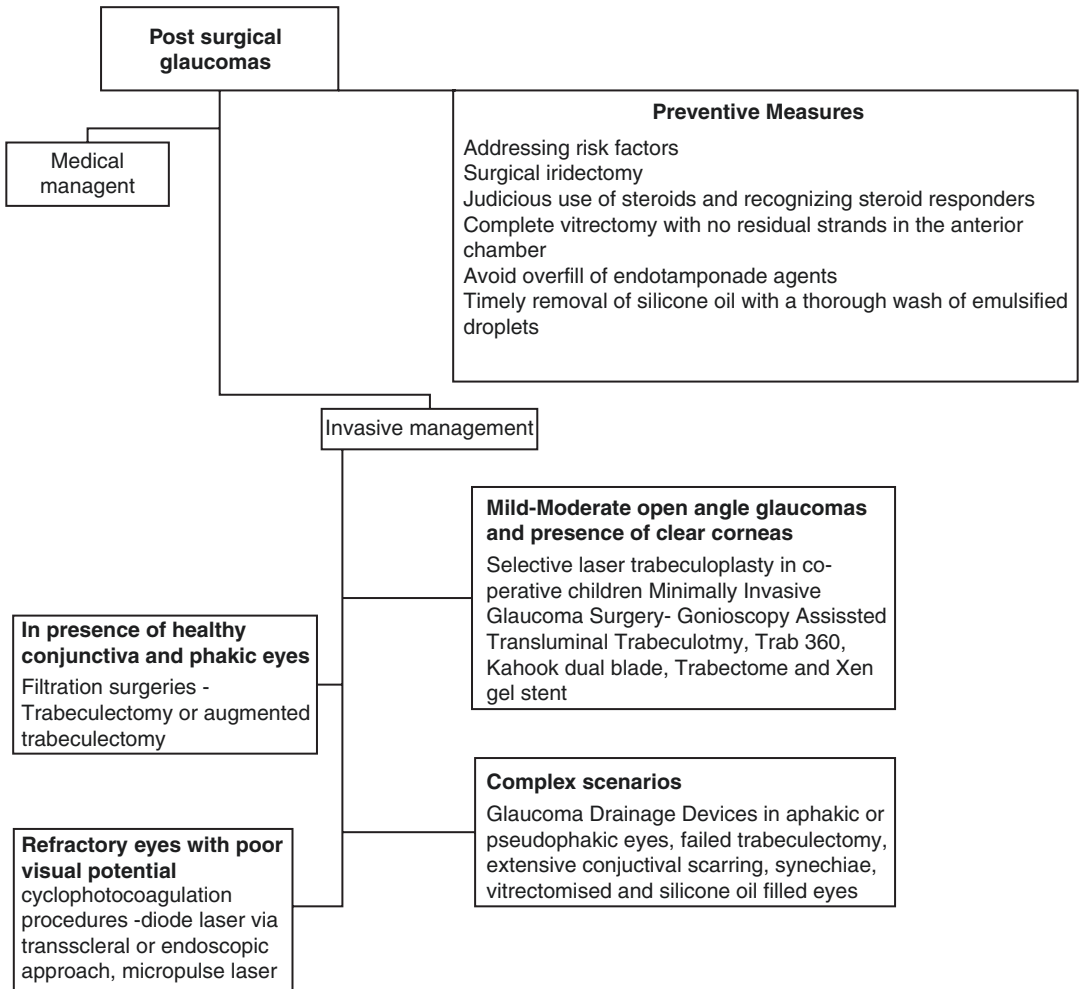 Post surgical
glaucomas
Preventive Measures
Addressing risk factors
Surgical iridectomy
Judicious use of steroids and recognizing steroid responders
Complete vitrectomy with no residual strands in the anterior
chamber
Avoid overfill of endotamponade agents
Timely removal of silicone oil with a thorough wash of emulsified
droplets
Medical
managent
Invasive management
Mild-Moderate open angle glaucomas
and presence of clear corneas
Selective laser trabeculoplasty in co-
perative children Minimally Invasive
Glaucoma Surgery- Gonioscopy Assissted
Transluminal Trabeculotmy, Trab 360,
Kahook dual blade, Trabectome and Xen
gel stent
In presence of healthy
conjunctiva and phakic eyes
Filtration surgeries -
Trabeculectomy or augmented
trabeculectomy
Complex scenarios
Glaucoma Drainage Devices in aphakic or
pseudophakic eyes, failed trabeculectomy,
extensive conjuctival scarring, synechiae,
vitrectomised and silicone oil filled eyes
Refractory eyes with poor
visual potential
cyclophotocoagulation
procedures -diode laser via
transscleral or endoscopic
approach, micropulse laser